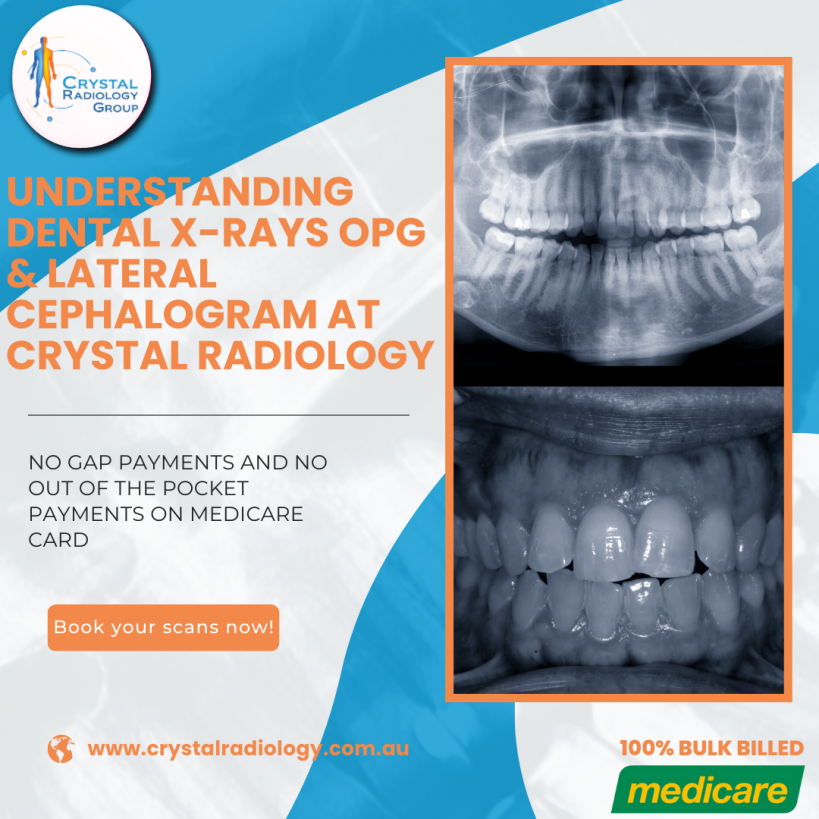 CRYSTAL
RADIOLOGY
GROUP
UNDERSTANDING
DENTAL X-RAYS OPG
& LATERAL
CEPHALOGRAM AT
CRYSTAL RADIOLOGY
NO GAP PAYMENTS AND NO
OUT OF THE POCKET
PAYMENTS ON MEDICARE
CARD
Book your scans now!
www.crystalradiology.com.au
100% BULK BILLED
medicare